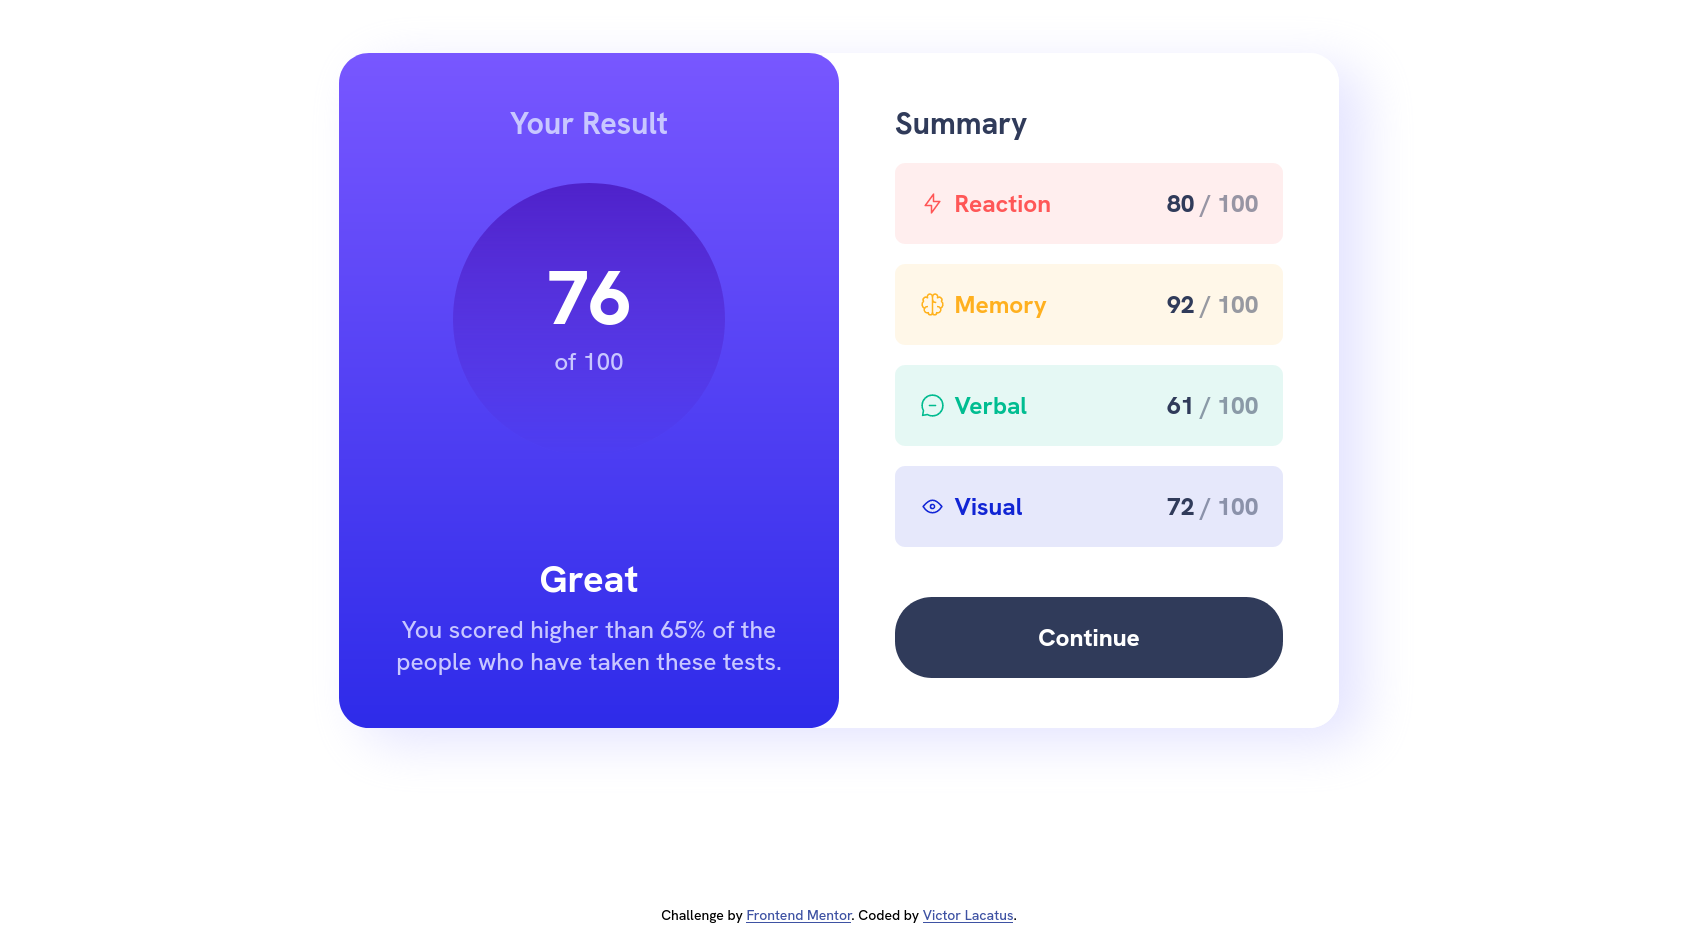 Your Result
76
of 100
Great
You scored higher than 65% of the
people who have taken these tests.
Summary
Reaction 80 / 100
Memory 92 / 100
Verbal 61 / 100
Visual 72 / 100
Continue
Challenge by Frontend Mentor. Coded by Victor Lacatus.